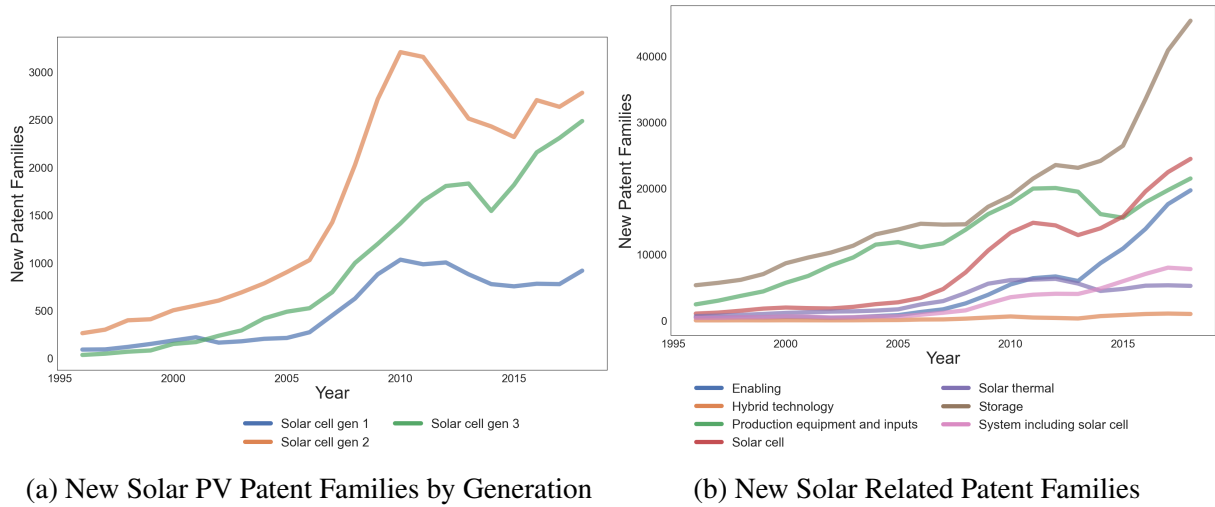 3000
2500
2000
1500
1000
500
0
New Patent Families
1995
2000
2005
2010
2015
Year
Solar cell gen 1
Solar cell gen 3
Solar cell gen 2
(a) New Solar PV Patent Families by Generation
40000
30000
20000
10000
0
New Patent Families
1995
2000
2005
2010
2015
Year
Enabling
Solar thermal
Hybrid technology
Storage
Production equipment and inputs
System including solar cell
Solar cell
(b) New Solar Related Patent Families